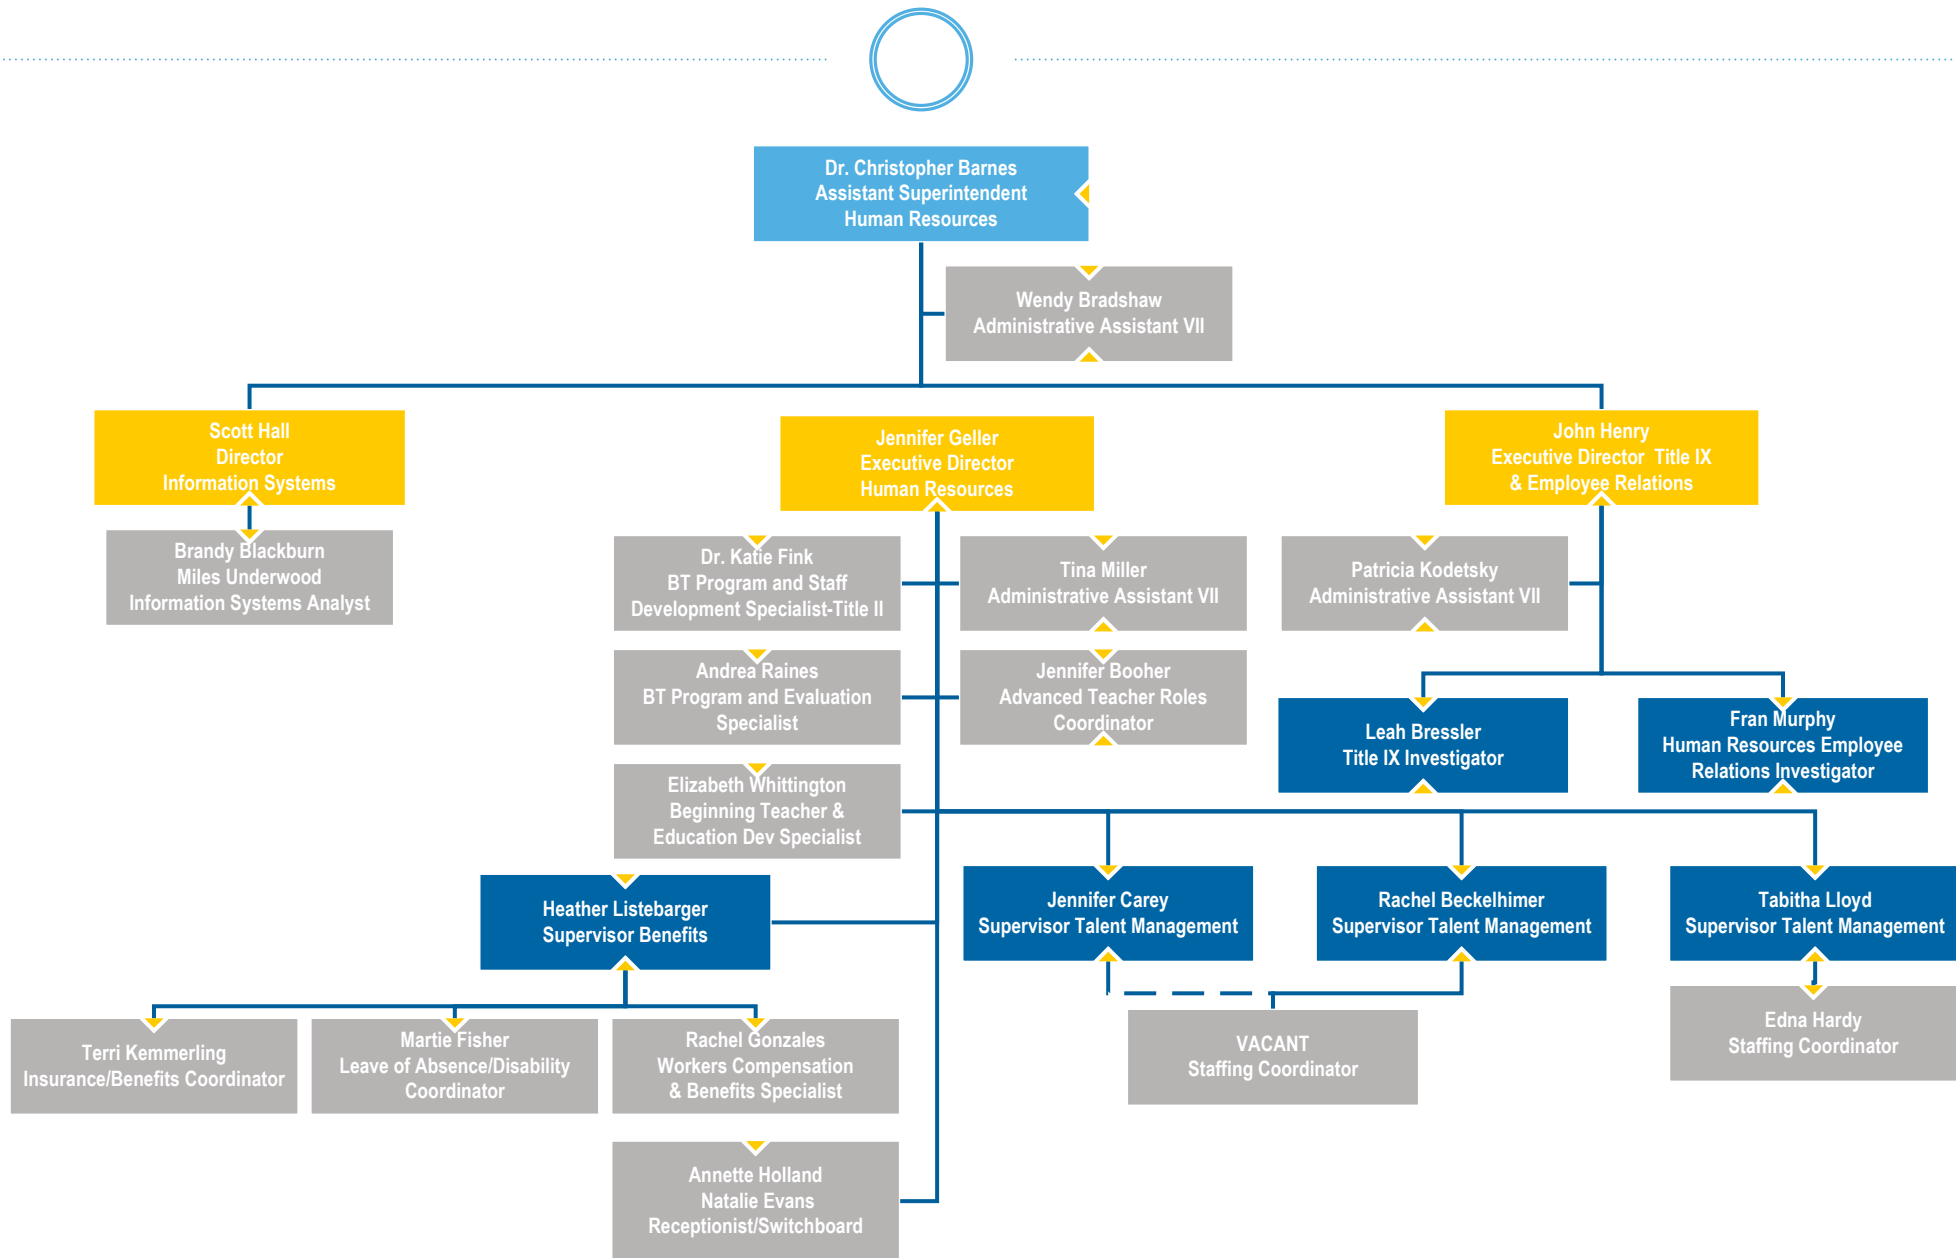 Dr. Christopher Barnes
Assistant Superintendent
Human Resources
Wendy Bradshaw
Administrative Assistant VII
Scott Hall
Director
Information Systems
Jennifer Geller
Executive Director
Human Resources
John Henry
Executive Director Title IX
& Employee Relations
Brandy Blackburn
Miles Underwood
Information Systems Analyst
Dr. Katie Fink
BT Program and Staff
Development Specialist-Title II
Tina Miller
Administrative Assistant VII
Patricia Kodetsky
Administrative Assistant VII
Andrea Raines
BT Program and Evaluation
Specialist
Jennifer Booher
Advanced Teacher Roles
Coordinator
Leah Bressler
Title IX Investigator
Fran Murphy
Human Resources Employee
Relations Investigator
Elizabeth Whittington
Beginning Teacher &
Education Dev Specialist
Heather Listebarger
Supervisor Benefits
Jennifer Carey
Supervisor Talent Management
Rachel Beckelhimer
Supervisor Talent Management
Tabitha Lloyd
Supervisor Talent Management
Terri Kemmerling
Insurance/Benefits Coordinator
Martie Fisher
Leave of Absence/Disability
Coordinator
Rachel Gonzales
Workers Compensation
& Benefits Specialist
VACANT
Staffing Coordinator
Edna Hardy
Staffing Coordinator
Annette Holland
Natalie Evans
Receptionist/Switchboard